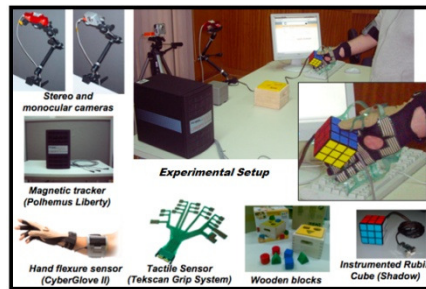 Stereo and
monocular cameras
Experimental Setup
Magnetic tracker
(Polhemus Liberty)
Hand flexure sensor
(CyberGlove II)
Tactile Sensor
(Tekscan Grip System)
Wooden blocks
Instrumented Rubik
Cube (Shadow)